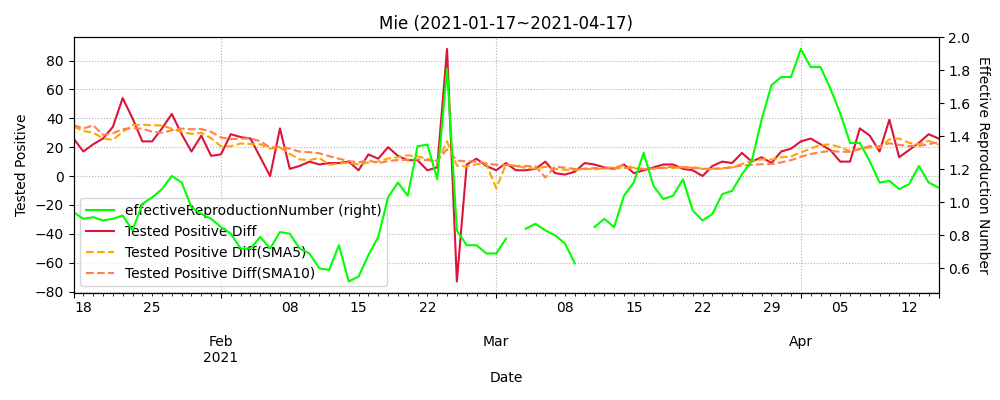 Mie (2021-01-17~2021-04-17)
Tested Positive
80
60
40
20
0
−20
−40
−60
−80
2.0
1.8
1.6
1.4
1.2
1.0
0.8
0.6
Effective Reproduction Number
effectiveReproductionNumber (right)
Tested Positive Diff
Tested Positive Diff(SMA5)
Tested Positive Diff(SMA10)
18 25 08 15 22 08 15 22 29 05 12
Feb Mar Apr
2021
Date